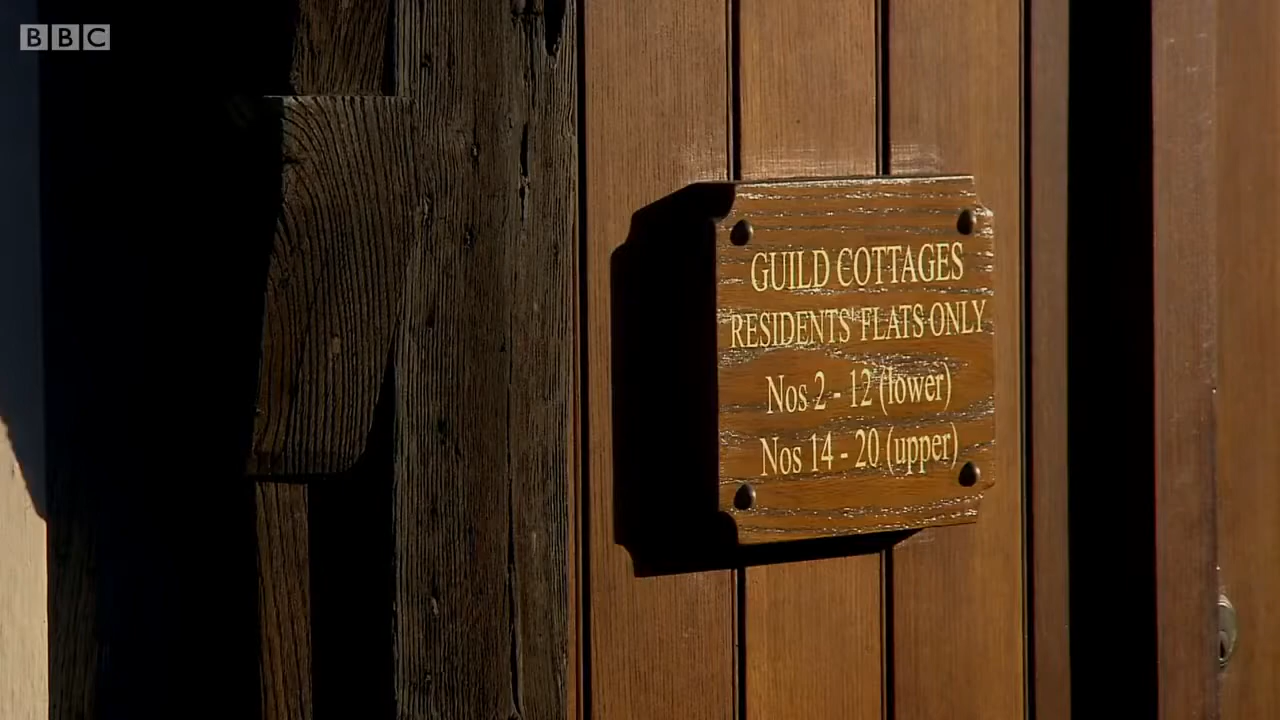 BBC
GUILD COTTAGES
RESIDENTS' FLATS ONLY
Nos 2 - 12 (lower)
Nos 14 - 20 (upper)